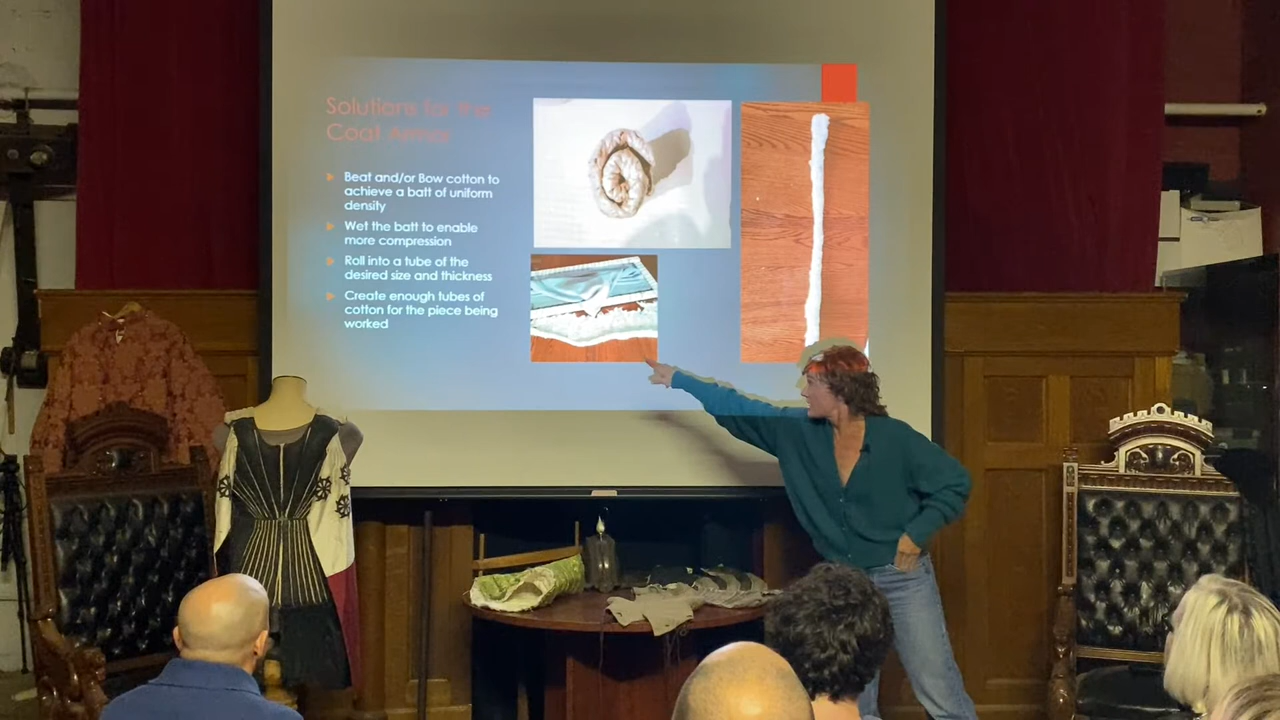 Solutions for the
Coat Armor
Beat and/or Bow cotton to
achieve a batt of uniform
density
Wet the batt to enable
more compression
Roll into a tube of the
desired size and thickness
Create enough tubes of
cotton for the piece being
worked